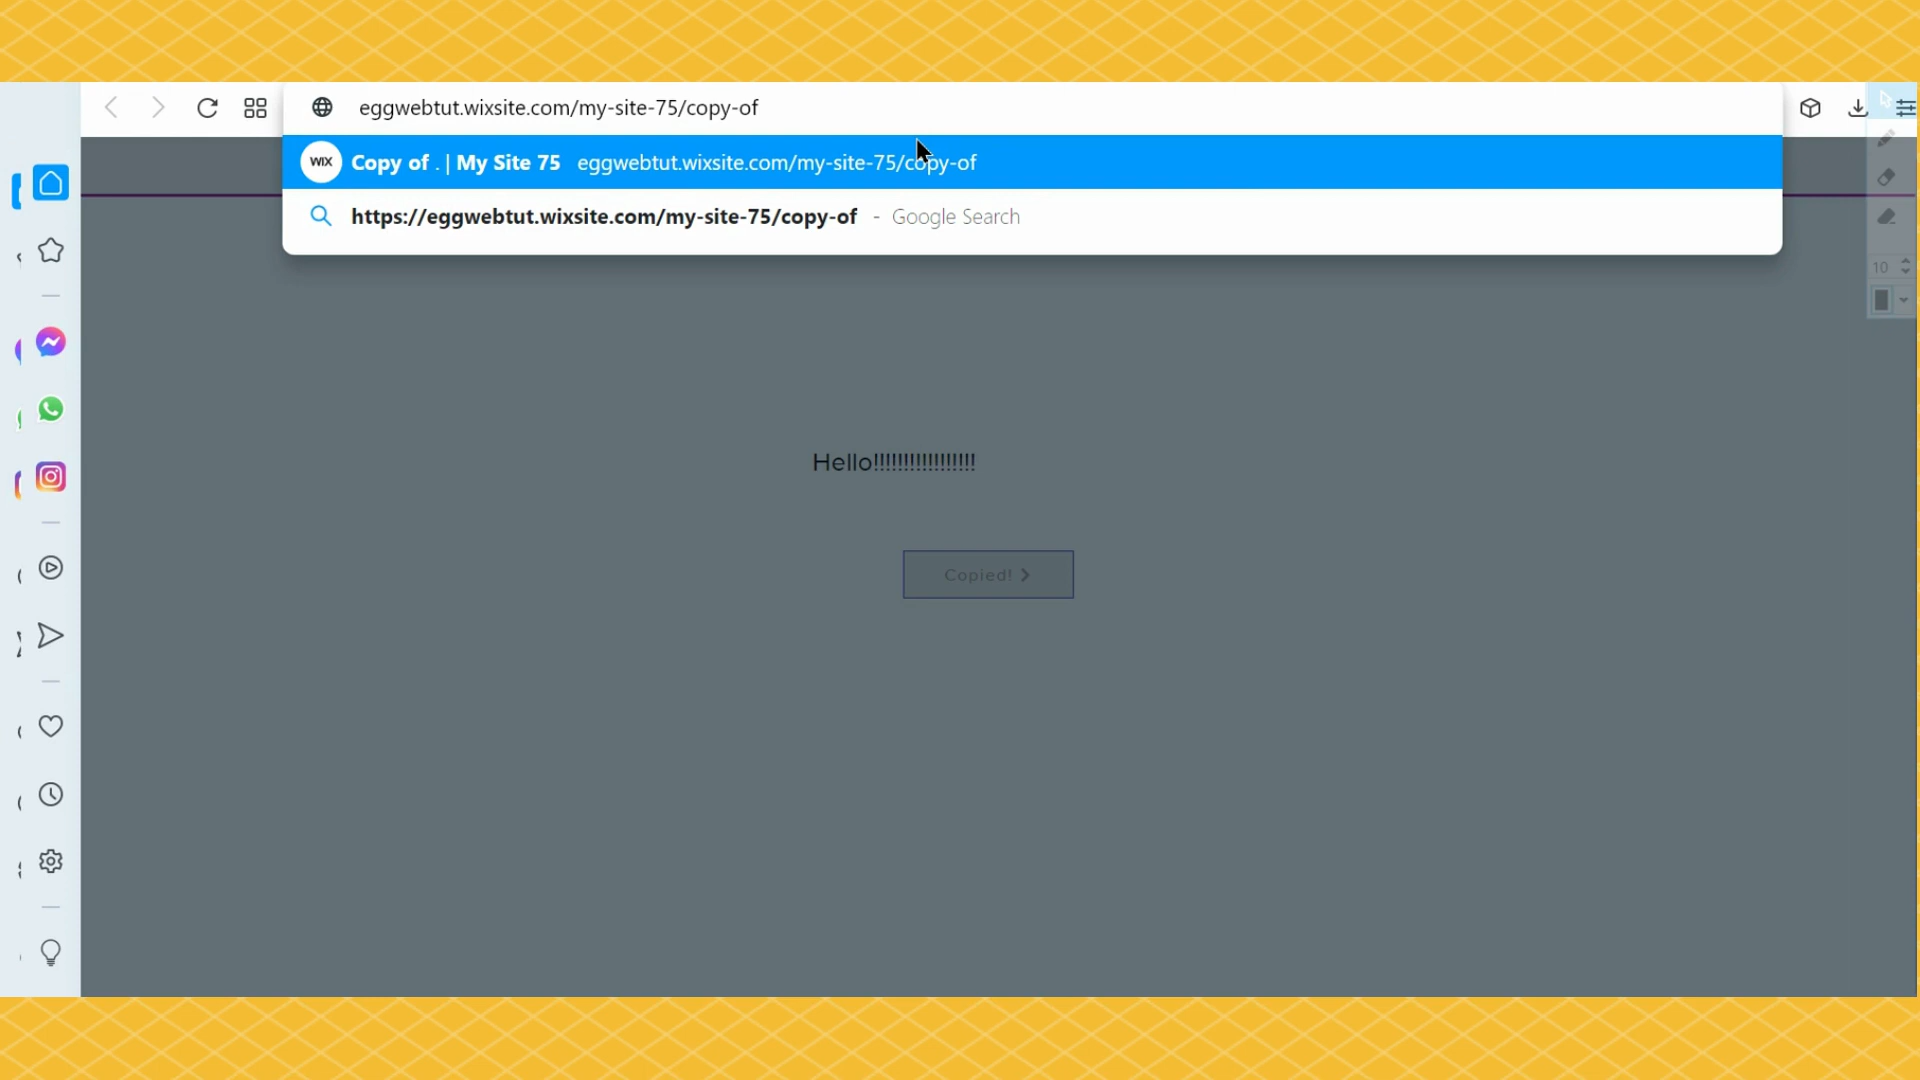 eggwebtut.wixsite.com/my-site-75/copy-of
WIX Copy of . | My Site 75 eggwebtut.wixsite.com/my-site-75/copy-of
https://eggwebtut.wixsite.com/my-site-75/copy-of - Google Search
10
Hello!!!!!!!!!!!!!!!!!
Copied!